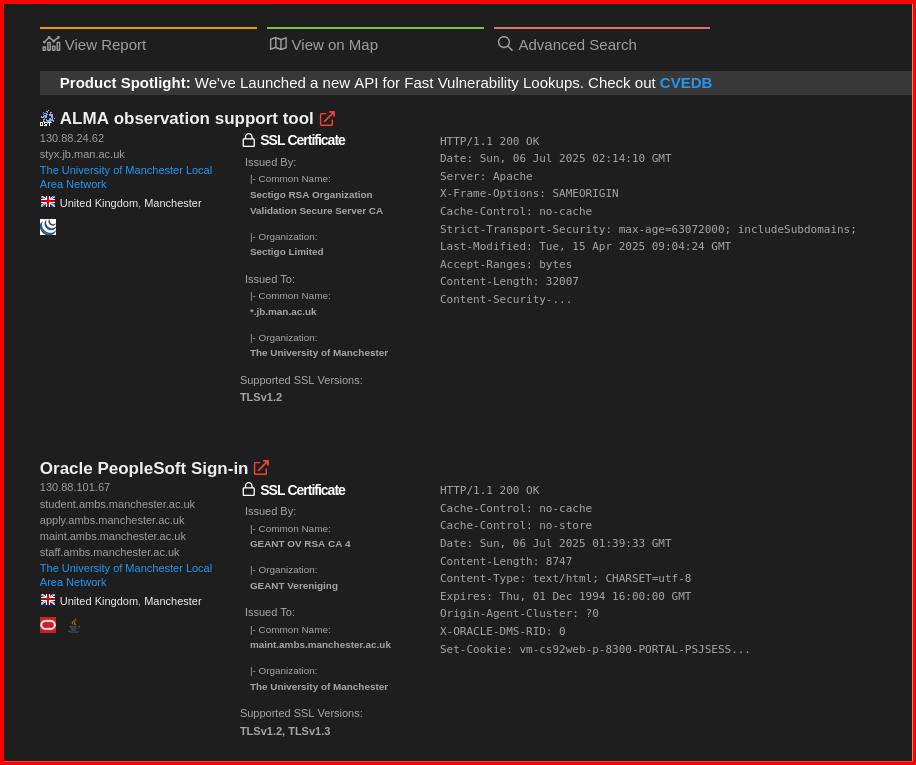 View Report
View on Map
Advanced Search
Product Spotlight: We've Launched a new API for Fast Vulnerability Lookups. Check out CVEDB
ALMA observation support tool
130.88.24.62
styx.jb.man.ac.uk
The University of Manchester Local
Area Network
United Kingdom, Manchester
SSL Certificate
Issued By:
|- Common Name:
Sectigo RSA Organization
Validation Secure Server CA
|- Organization:
Sectigo Limited
Issued To:
|- Common Name:
*.jb.man.ac.uk
|- Organization:
The University of Manchester
Supported SSL Versions:
TLSv1.2
HTTP/1.1 200 OK
Date: Sun, 06 Jul 2025 02:14:10 GMT
Server: Apache
X-Frame-Options: SAMEORIGIN
Cache-Control: no-cache
Strict-Transport-Security: max-age=63072000; includeSubdomains;
Last-Modified: Tue, 15 Apr 2025 09:04:24 GMT
Accept-Ranges: bytes
Content-Length: 32007
Content-Security-...
Oracle PeopleSoft Sign-in
130.88.101.67
student.ambs.manchester.ac.uk
apply.ambs.manchester.ac.uk
maint.ambs.manchester.ac.uk
staff.ambs.manchester.ac.uk
The University of Manchester Local
Area Network
United Kingdom, Manchester
SSL Certificate
Issued By:
|- Common Name:
GEANT OV RSA CA 4
|- Organization:
GEANT Vereniging
Issued To:
|- Common Name:
maint.ambs.manchester.ac.uk
|- Organization:
The University of Manchester
Supported SSL Versions:
TLSv1.2, TLSv1.3
HTTP/1.1 200 OK
Cache-Control: no-cache
Cache-Control: no-store
Date: Sun, 06 Jul 2025 01:39:33 GMT
Content-Length: 8747
Content-Type: text/html; CHARSET=utf-8
Expires: Thu, 01 Dec 1994 16:00:00 GMT
Origin-Agent-Cluster: ?0
X-ORACLE-DMS-RID: 0
Set-Cookie: vm-cs92web-p-8300-PORTAL-PSJSESS...